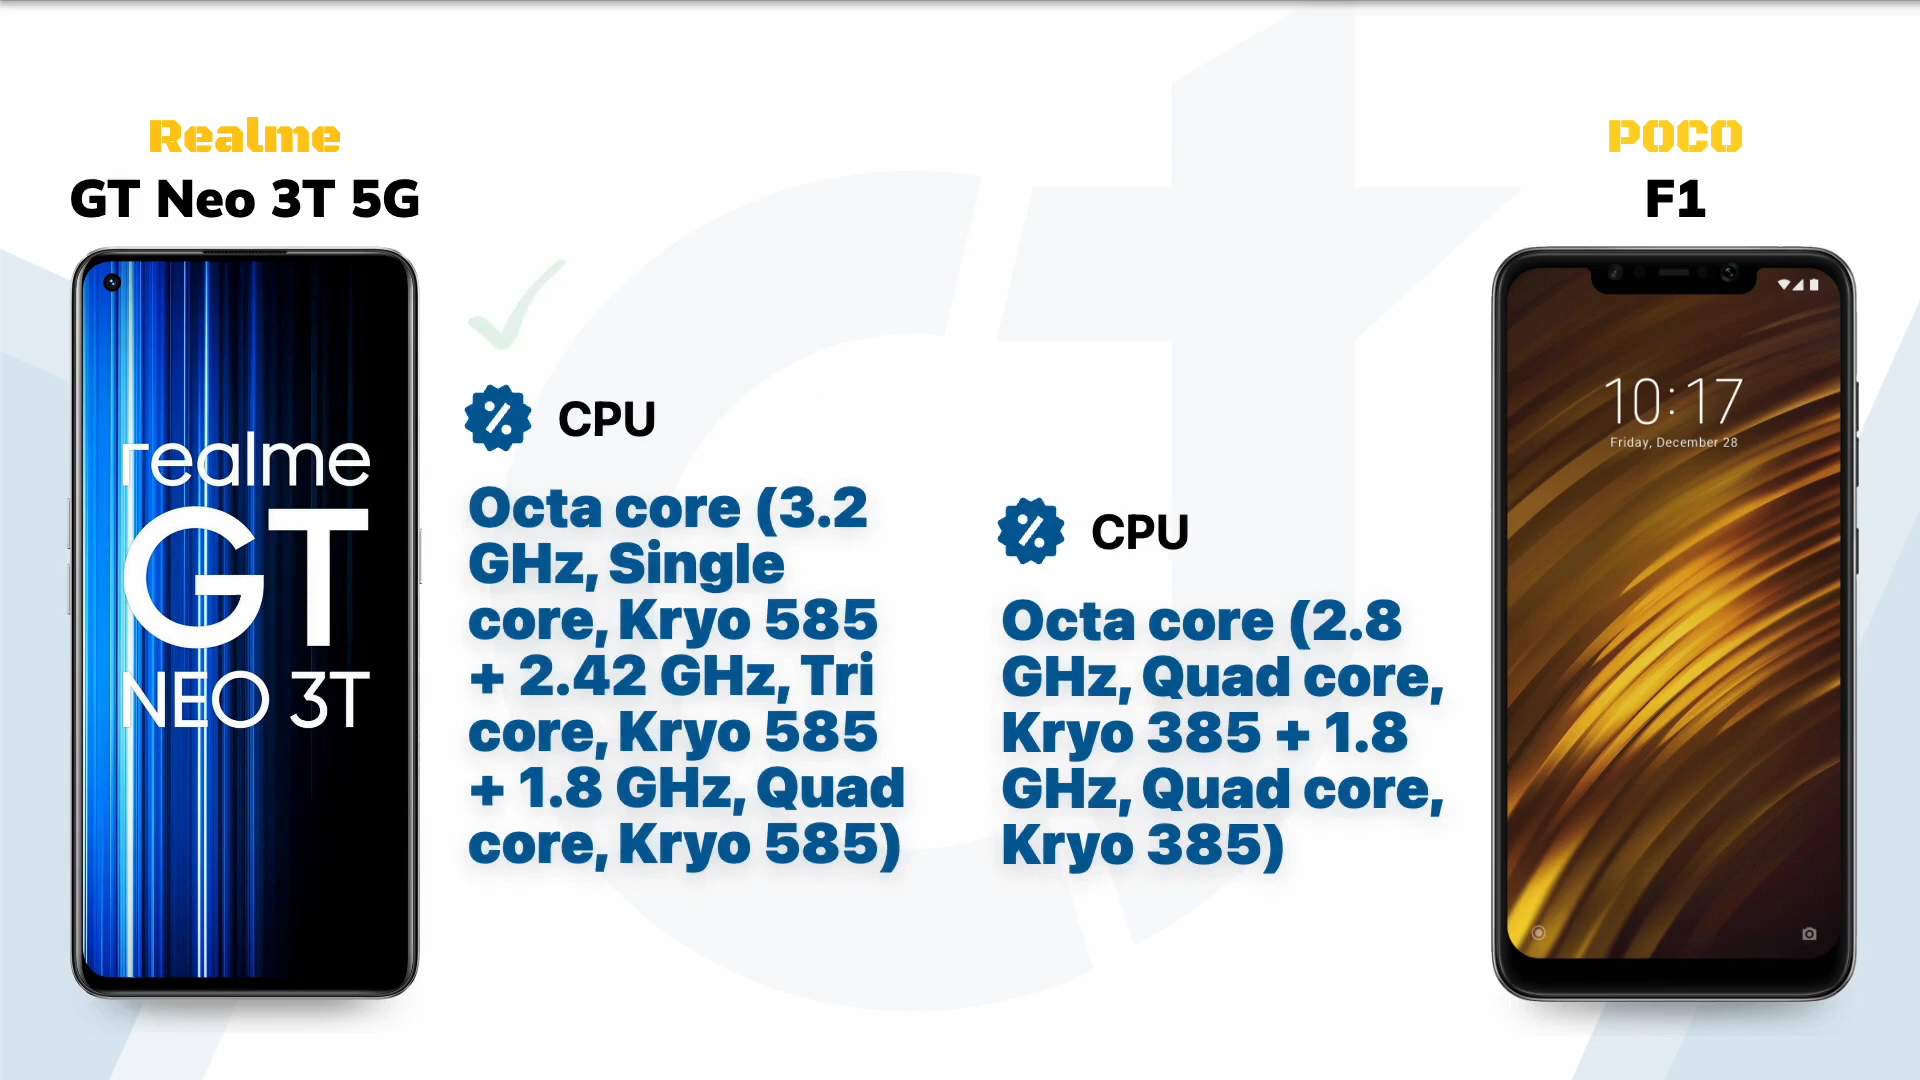 Realme
GT Neo 3T 5G
realme
GT
NEO 3T
CPU
Octa core (3.2
GHz, Single
core, Kryo 585
+ 2.42 GHz, Tri
core, Kryo 585
+ 1.8 GHz, Quad
core, Kryo 585)
CPU
Octa core (2.8
GHz, Quad core,
Kryo 385 + 1.8
GHz, Quad core,
Kryo 385)
POCO
F1
10:17
Friday, December 28